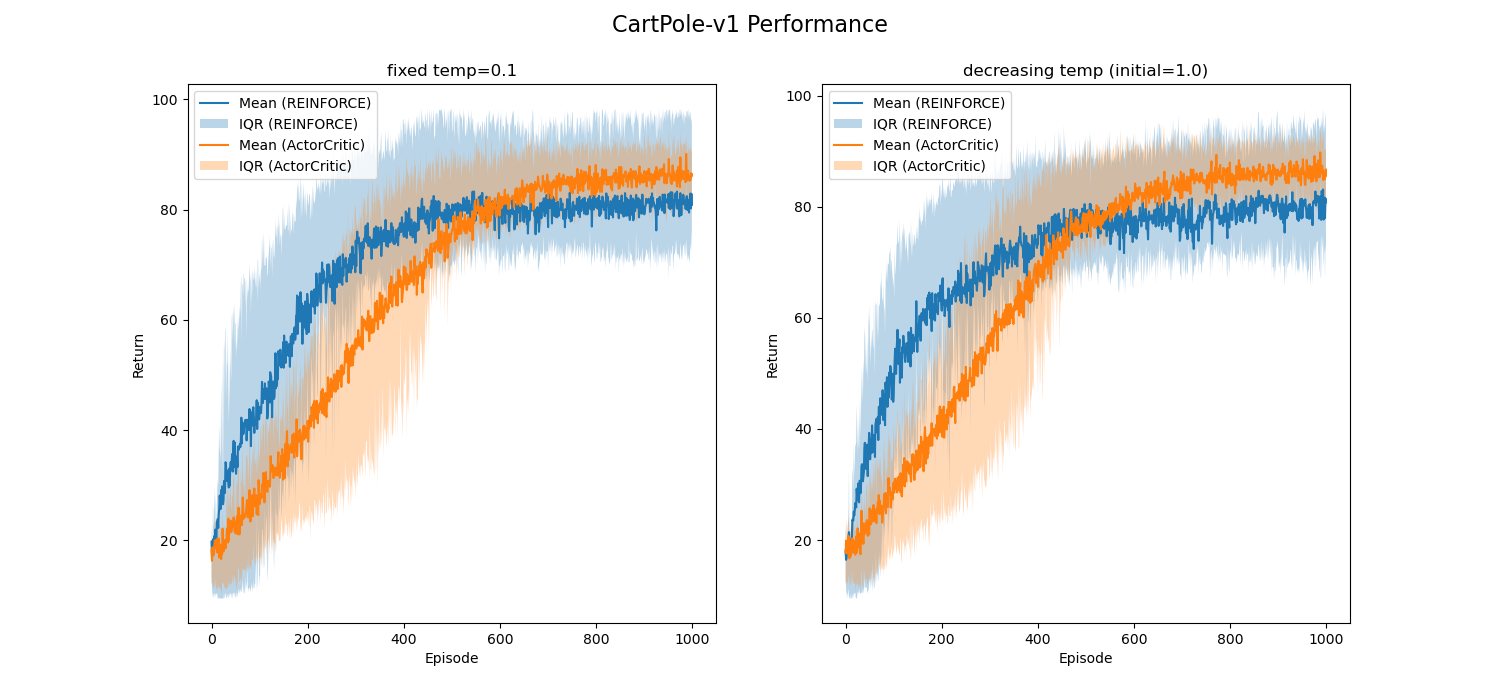 CartPole-v1 Performance
fixed temp=0.1
Mean (REINFORCE)
IQR (REINFORCE)
Mean (ActorCritic)
IQR (ActorCritic)
100
80
60
40
20
Return
0
200
400
600
800
1000
Episode
decreasing temp (initial=1.0)
Mean (REINFORCE)
IQR (REINFORCE)
Mean (ActorCritic)
IQR (ActorCritic)
100
80
60
40
20
Return
0
200
400
600
800
1000
Episode